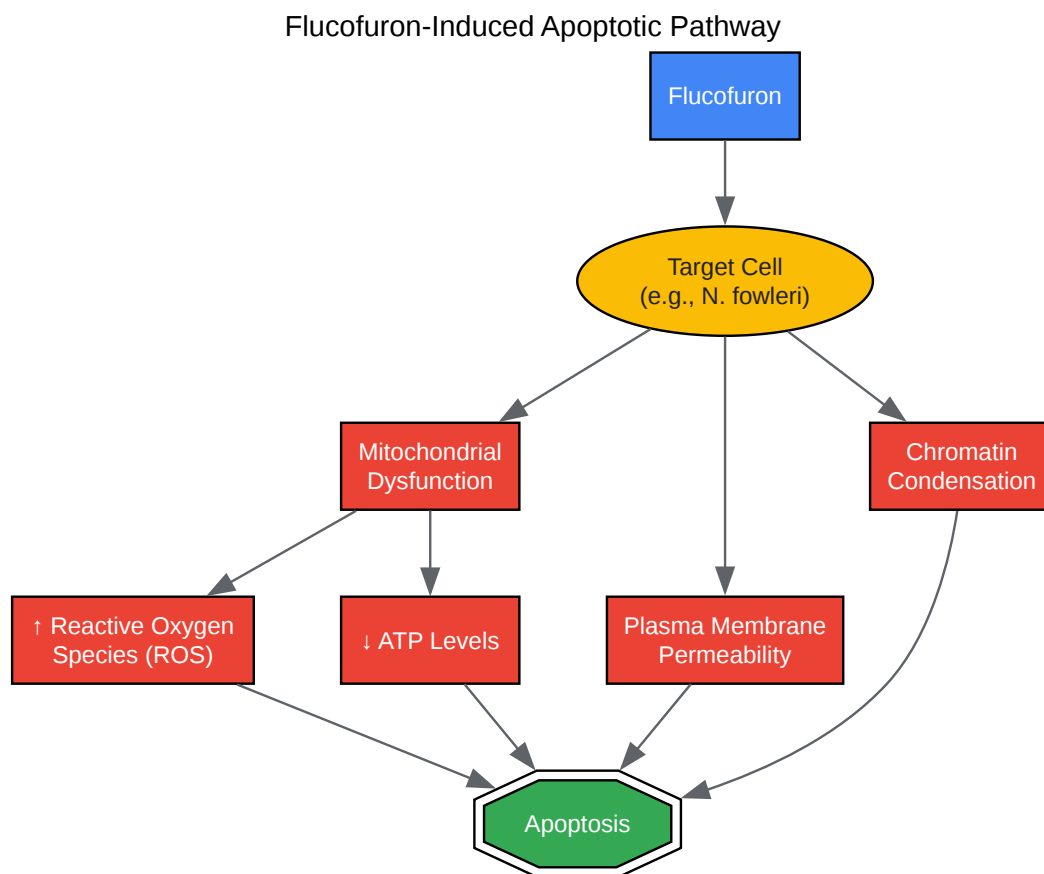 Flucofuron-Induced Apoptotic Pathway
Flucofuron
Target Cell
(e.g., N. fowleri)
Mitochondrial
Dysfunction
Chromatin
Condensation
↑ Reactive Oxygen
Species (ROS)
↓ ATP Levels
Plasma Membrane
Permeability
Apoptosis